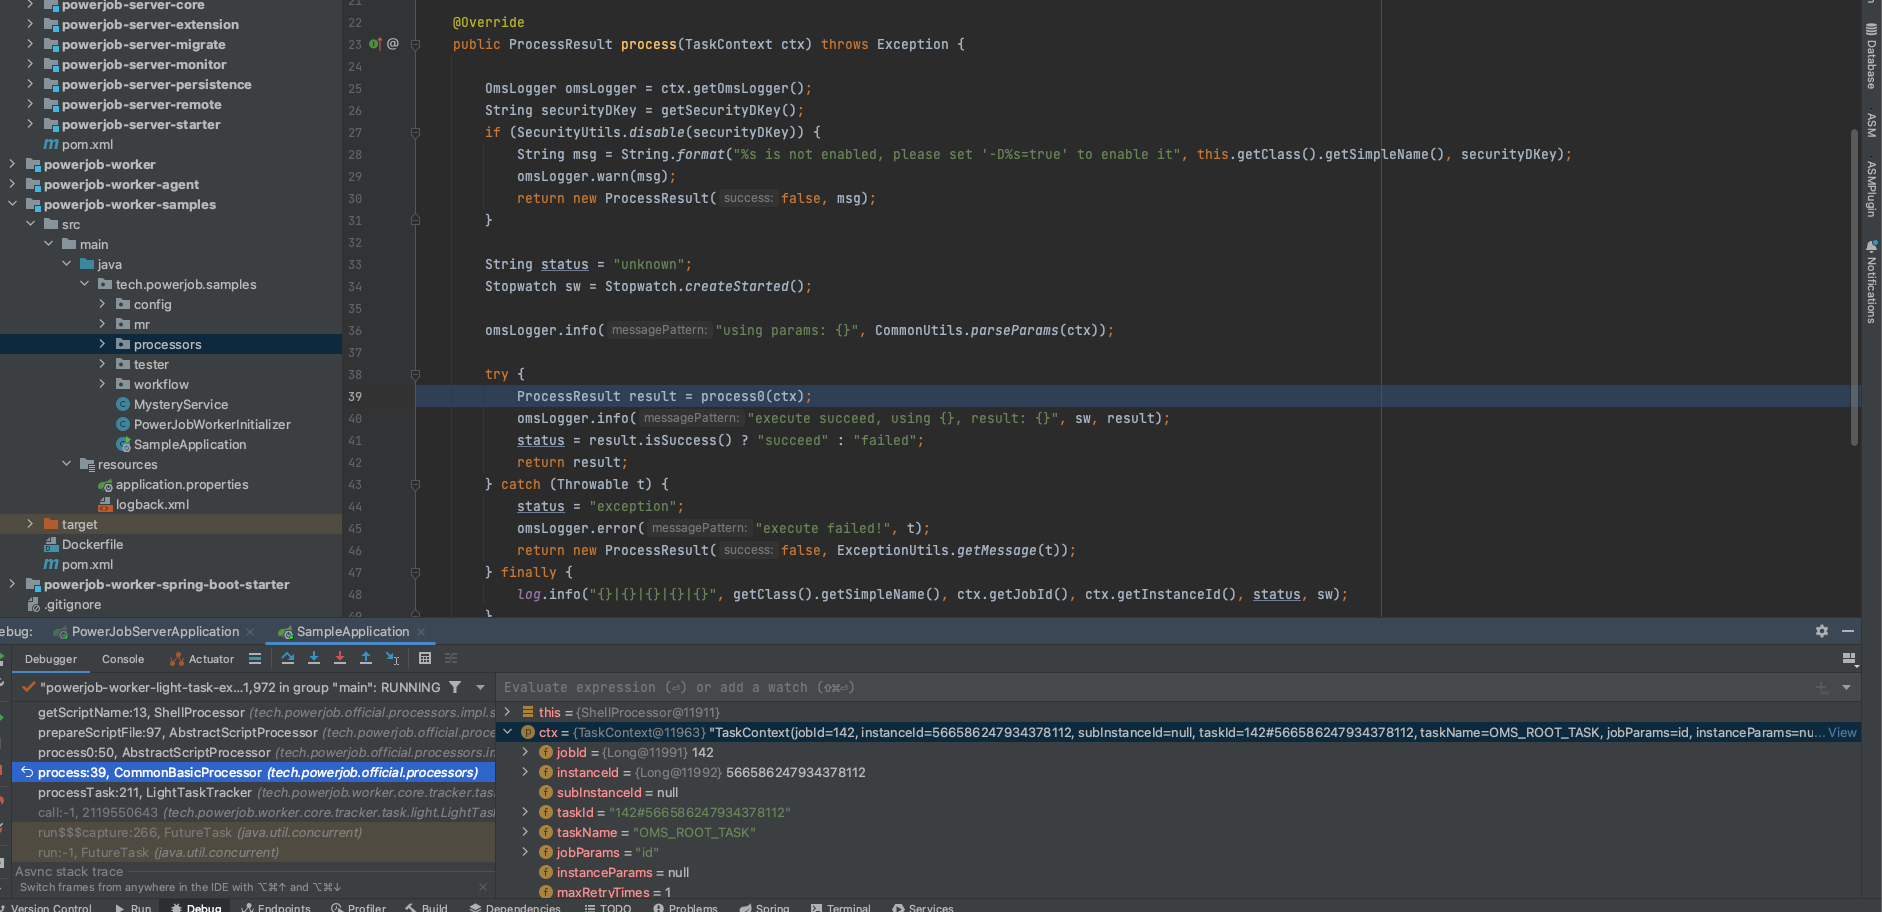 powerjob-server-core
powerjob-server-extension
powerjob-server-migrate
powerjob-server-monitor
powerjob-server-persistence
powerjob-server-remote
powerjob-server-starter
pom.xml
powerjob-worker
powerjob-worker-agent
powerjob-worker-samples
src
main
java
tech.powerjob.samples
config
mr
processors
tester
workflow
MysteryService
PowerJobWorkerInitializer
SampleApplication
resources
application.properties
logback.xml
target
Dockerfile
pom.xml
powerjob-worker-spring-boot-starter
.gitignore
21
22 @Override
23 public ProcessResult process(TaskContext ctx) throws Exception {
24
25 OmsLogger omsLogger = ctx.getOmsLogger();
26 String securityDKey = getSecurityDKey();
27 if (SecurityUtils.disable(securityDKey)) {
28 String msg = String.format("%s is not enabled, please set '-D%s=true' to enable it", this.getClass().getSimpleName(), securityDKey);
29 omsLogger.warn(msg);
30 return new ProcessResult( success: false, msg);
31 }
32
33 String status = "unknown";
34 Stopwatch sw = Stopwatch.createStarted();
35
36 omsLogger.info( messagePattern: "using params: {}", CommonUtils.parseParams(ctx));
37
38 try {
39 ProcessResult result = process0(ctx);
40 omsLogger.info( messagePattern: "execute succeed, using {}, result: {}", sw, result);
41 status = result.isSuccess() ? "succeed" : "failed";
42 return result;
43 } catch (Throwable t) {
44 status = "exception";
45 omsLogger.error( messagePattern: "execute failed!", t);
46 return new ProcessResult( success: false, ExceptionUtils.getMessage(t));
47 } finally {
48 log.info("{}|{}|{}|{}|{}", getClass().getSimpleName(), ctx.getJobId(), ctx.getInstanceId(), status, sw);
49 }
Database
ASM
ASMPlugin
Notifications
ebug: PowerJobServerApplication SampleApplication
Debugger Console Actuator
"powerjob-worker-light-task-ex...1,972 in group "main": RUNNING
getScriptName:13, ShellProcessor (tech.powerjob.official.processors.impl.s
prepareScriptFile:97, AbstractScriptProcessor (tech.powerjob.official.proce
process0:50, AbstractScriptProcessor (tech.powerjob.official.processors.in
process:39, CommonBasicProcessor (tech.powerjob.official.processors)
processTask:211, LightTaskTracker (tech.powerjob.worker.core.tracker.tas
call:-1, 2119550643 (tech.powerjob.worker.core.tracker.task.light.LightTas
run$$$capture:266, FutureTask (java.util.concurrent)
run:-1, FutureTask (java.util.concurrent)
Async stack trace
Switch frames from anywhere in the IDE with ⌥⌘↑ and ⌥⌘↓
Evaluate expression (⏎) or add a watch (⇧⌘⏎)
this = {ShellProcessor@11911}
ctx = {TaskContext@11963} "TaskContext(jobId=142, instanceId=566586247934378112, subInstanceId=null, taskId=142#566586247934378112, taskName=OMS_ROOT_TASK, jobParams=id, instanceParams=nu... View
jobId = {Long@11991} 142
instanceId = {Long@11992} 566586247934378112
subInstanceId = null
taskId = "142#566586247934378112"
taskName = "OMS_ROOT_TASK"
jobParams = "id"
instanceParams = null
maxRetryTimes = 1
Version Control Run Debug Endpoints Profiler Build Dependencies TODO Problems Spring Terminal Services